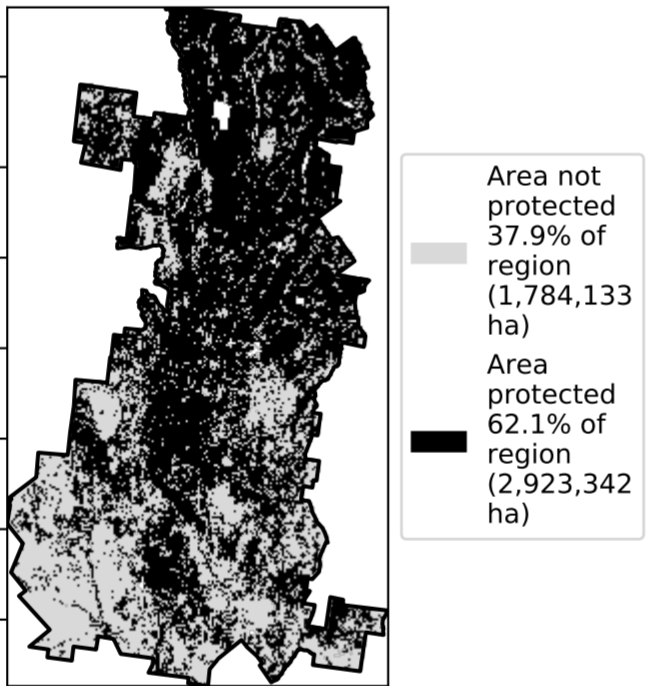 Area not
protected
37.9% of
region
(1,784,133
ha)
Area
protected
62.1% of
region
(2,923,342
ha)